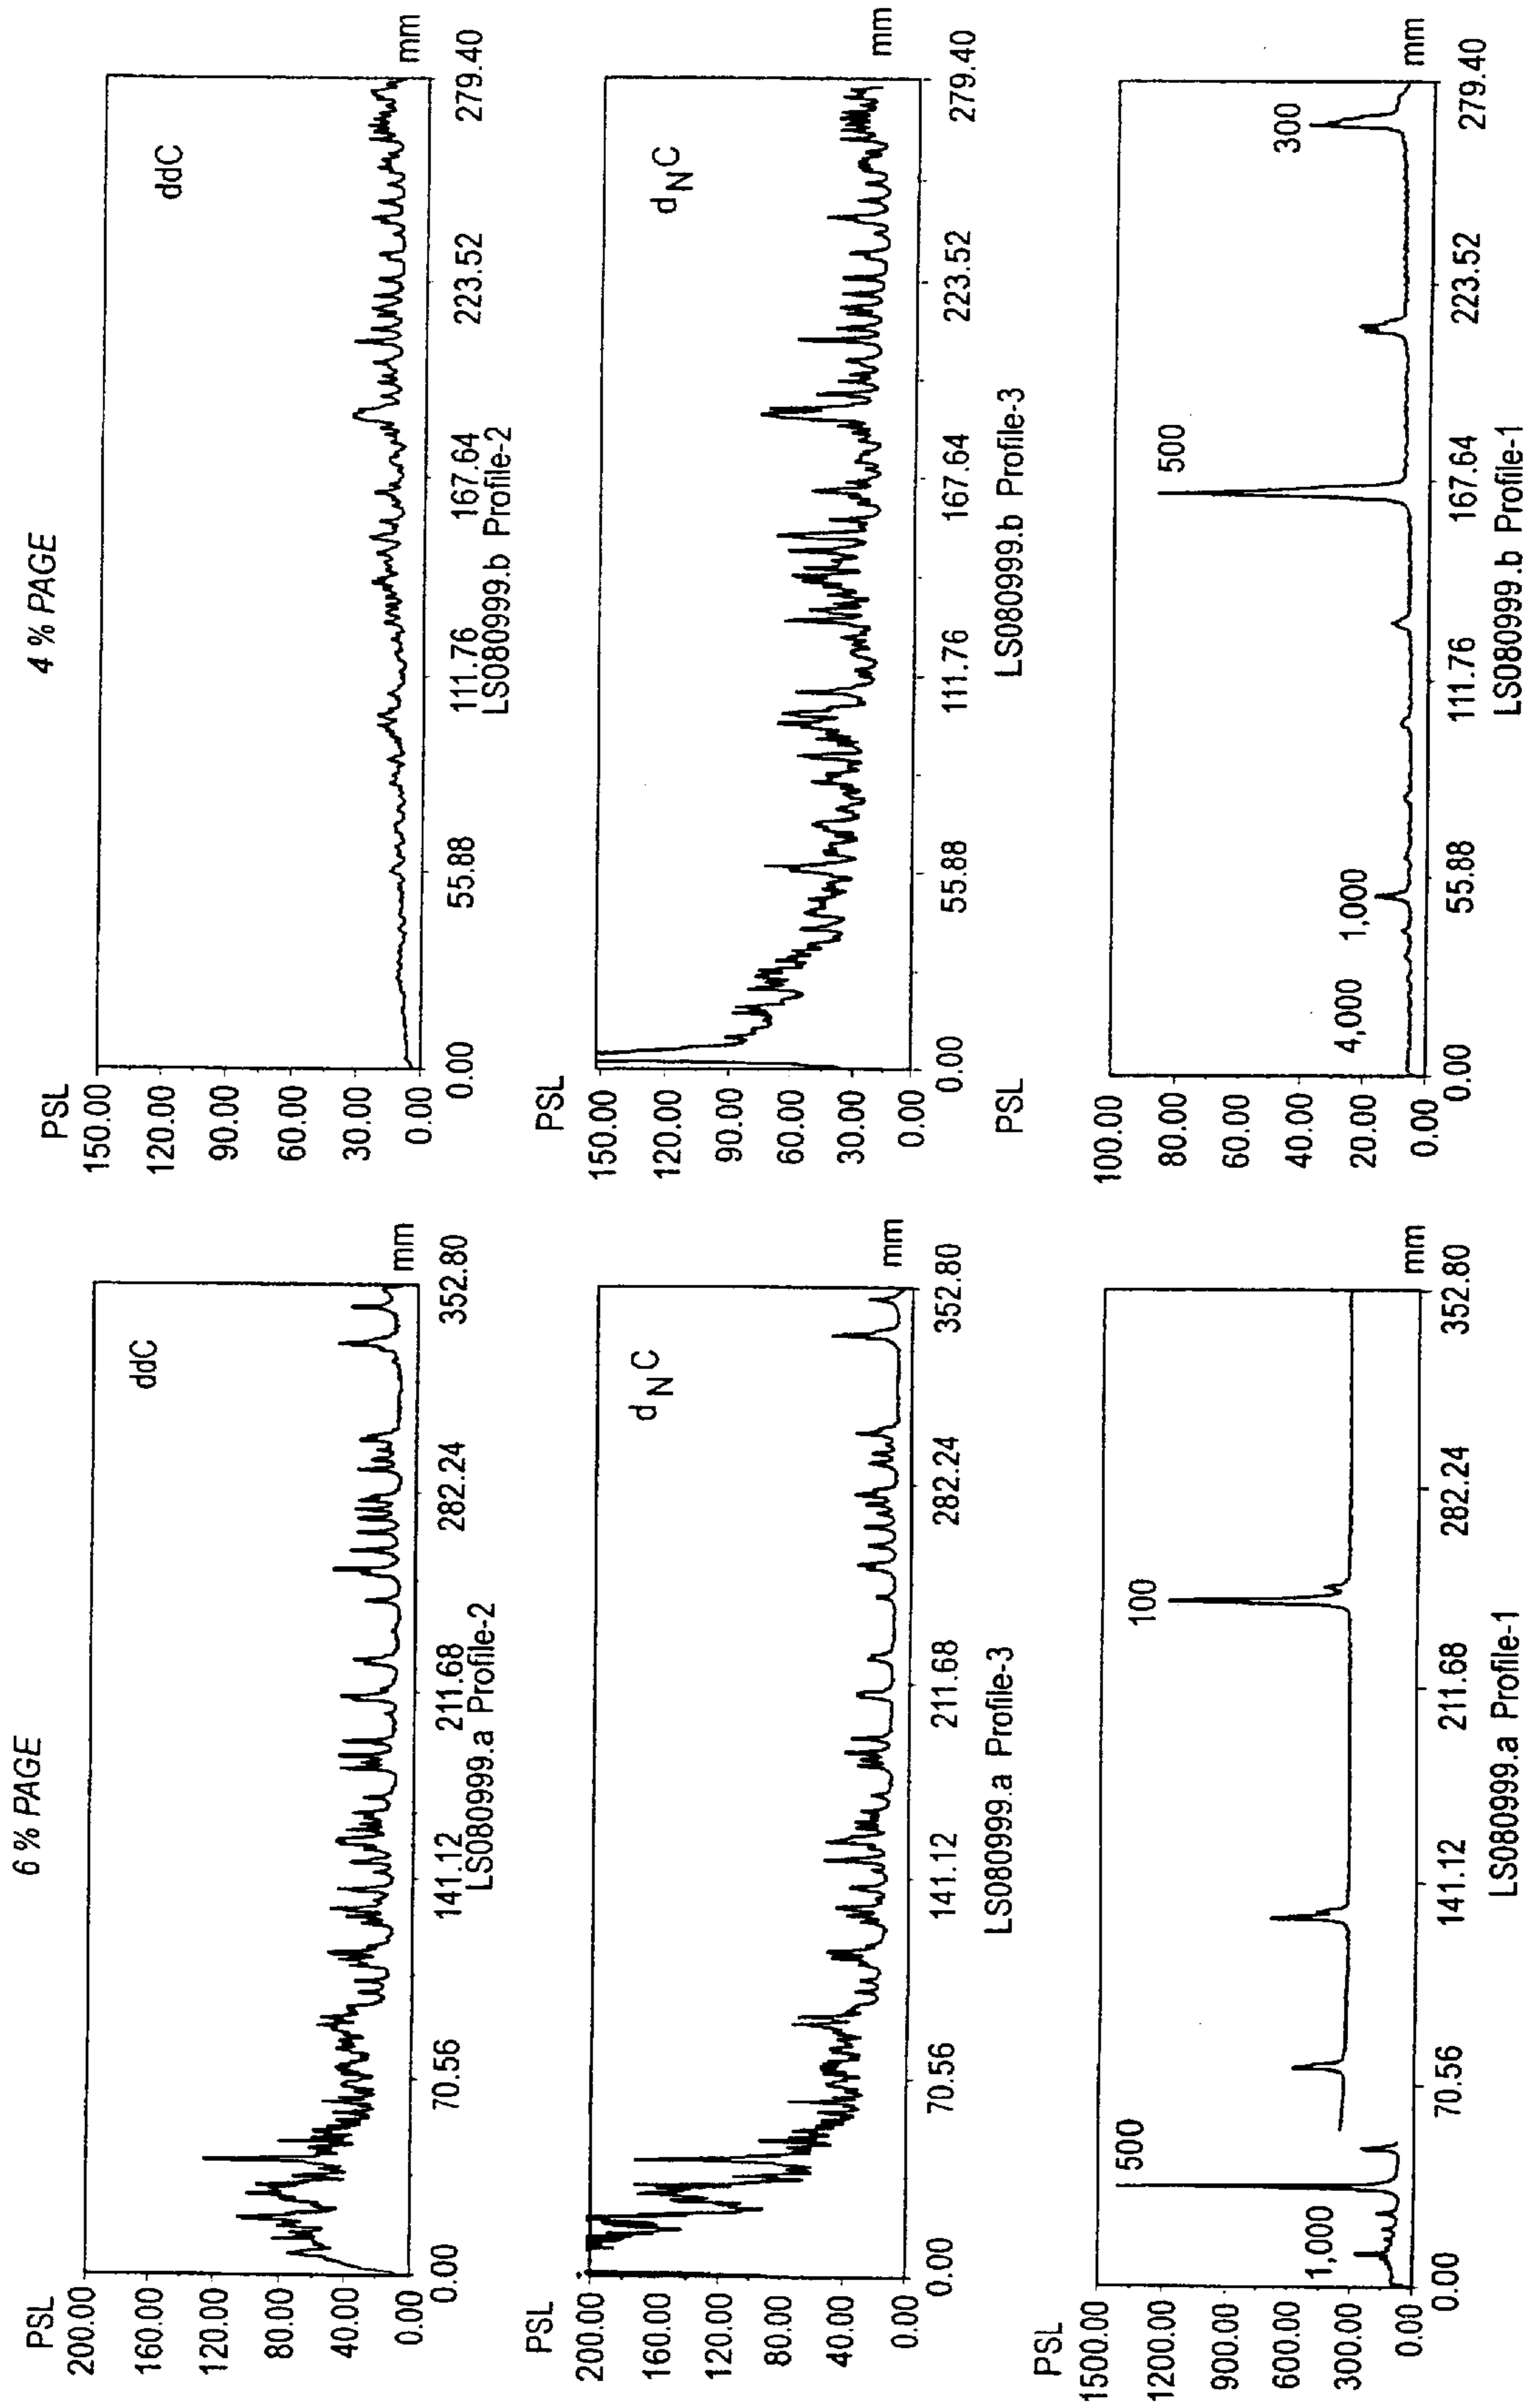 6 % PAGE
PSL
200.00
160.00
120.00
80.00
40.00
0.00
ddC
0.00 70.56 141.12 211.68 282.24 352.80
mm
LS080999.a Profile-2
PSL
200.00
160.00
120.00
80.00
40.00
0.00
d N C
0.00 70.56 141.12 211.68 282.24 352.80
mm
LS080999.a Profile-3
PSL
1500.00
1200.00
900.00
600.00
300.00
0.00
1,000
500
100
0.00 70.56 141.12 211.68 282.24 352.80
mm
LS080999.a Profile-1
4 % PAGE
PSL
150.00
120.00
90.00
60.00
30.00
0.00
ddC
0.00 55.88 111.76 167.64 223.52 279.40
mm
LS080999.b Profile-2
PSL
150.00
120.00
90.00
60.00
30.00
0.00
d N C
0.00 55.88 111.76 167.64 223.52 279.40
mm
LS080999.b Profile-3
PSL
100.00
80.00
60.00
40.00
20.00
0.00
4,000
1,000
500
300
0.00 55.88 111.76 167.64 223.52 279.40
mm
LS080999.b Profile-1